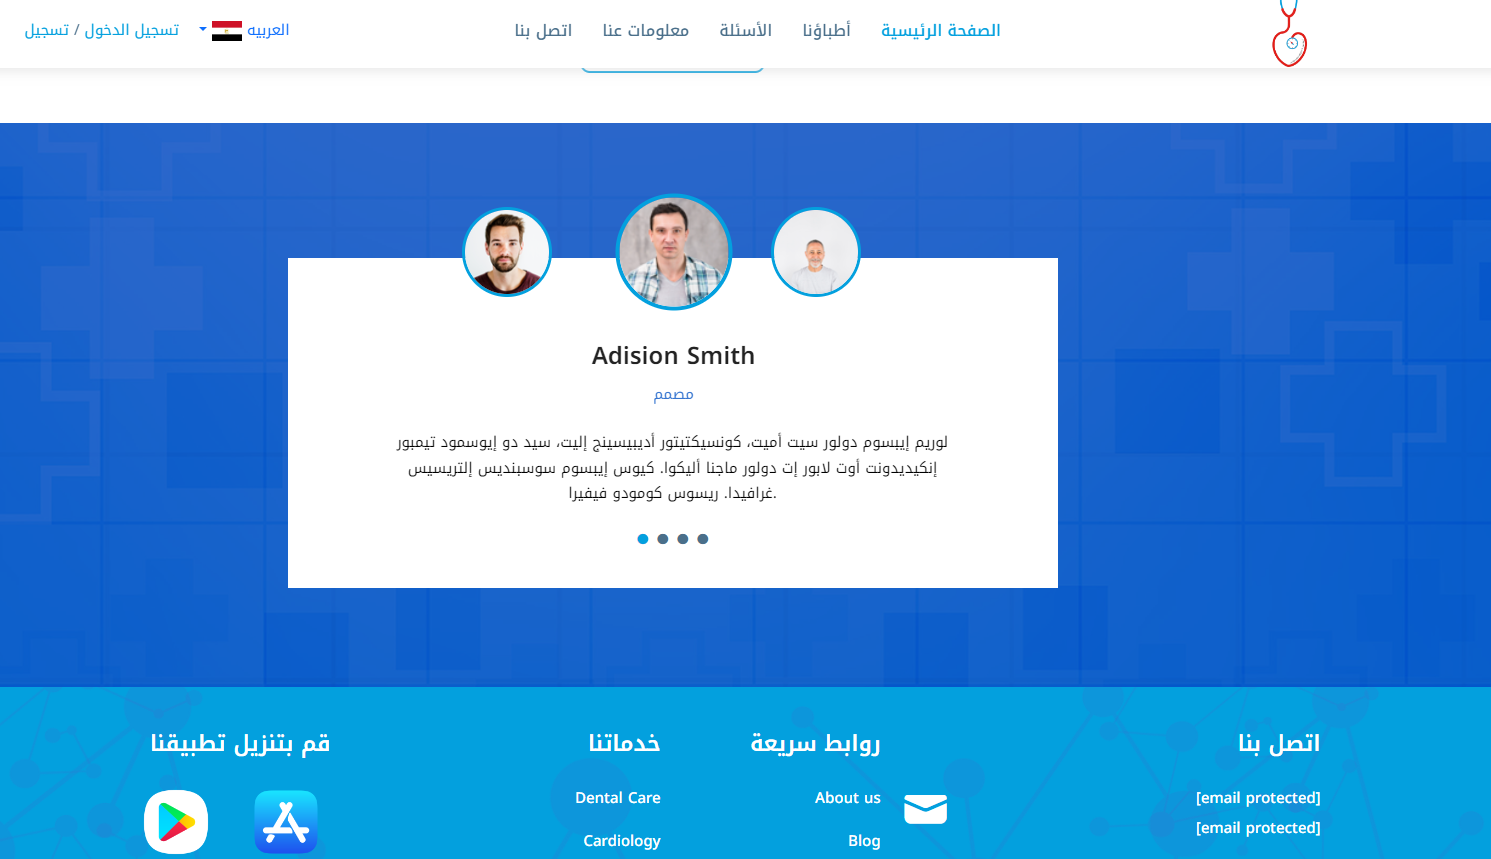 الصفحة الرئيسية
أطباؤنا
الأسئلة
معلومات عنا
اتصل بنا
العربيه
تسجيل الدخول / تسجيل
Adision Smith
مصمم
لوريم إيبسوم دولور سيت أميت، كونسيكتيتور أديبيسينج إليت، سيد دو إيوسمود تيمبور
إنكيديدونت أوت لابور إت دولور ماجنا أليكوا. كيوس إيبسوم سوسبنديس إلتريسيس
غرافيدا. ريسوس كومودو فيفيرا.
اتصل بنا
[email protected]
[email protected]
روابط سريعة
About us
Blog
خدماتنا
Dental Care
Cardiology
قم بتنزيل تطبيقنا